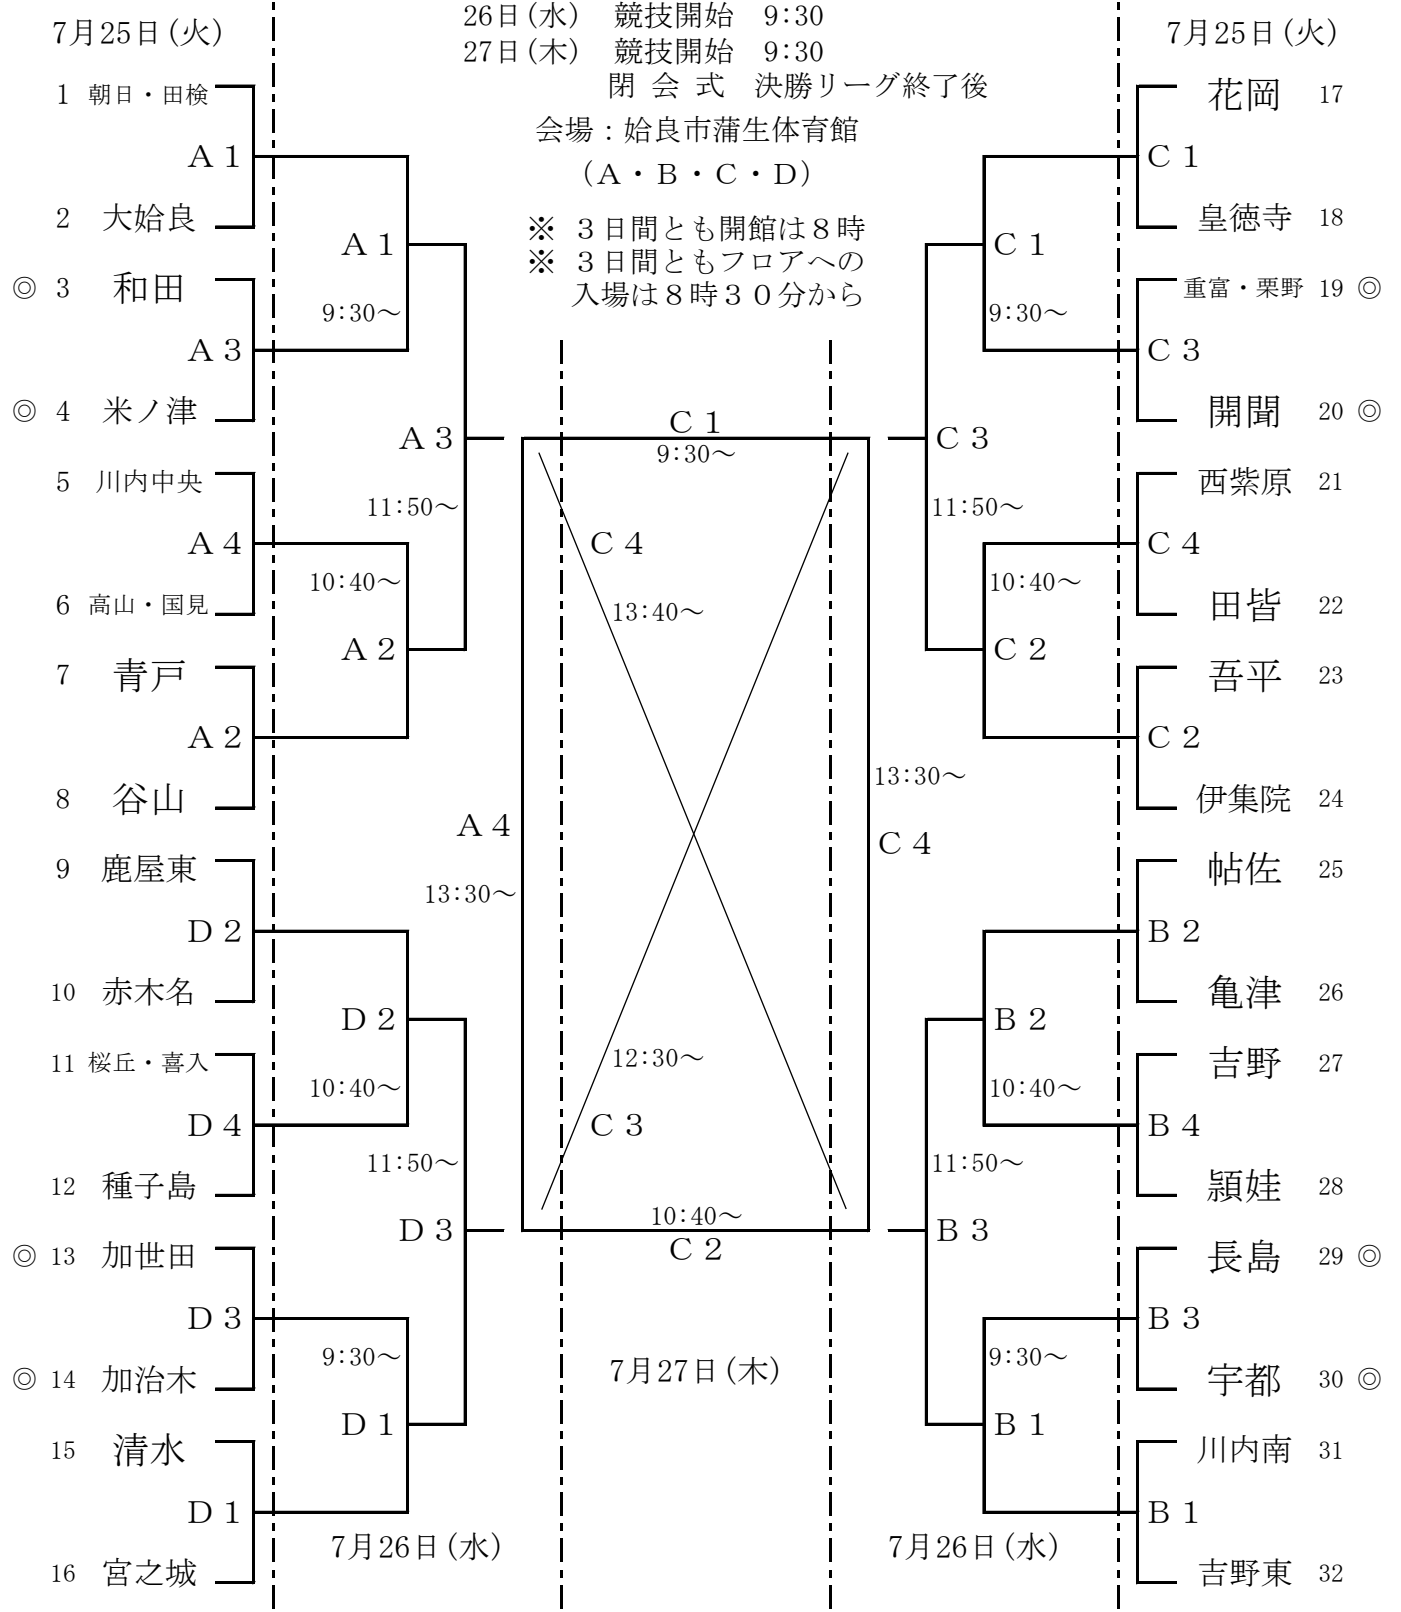 26日(水)　競技開始　9:30
7月25日(火)
7月25日(火)
27日(木)　競技開始　9:30
閉 会 式　決勝リーグ終了後
会場：姶良市蒲生体育館
（A・B・C・D）
※ ３日間とも開館は８時
※ ３日間ともフロアへの
入場は８時３０分から
1 朝日・田検
A 1
2 大姶良
A 1
◎ 3 和田
9:30～
A 3
◎ 4 米ノ津
A 3
5 川内中央
11:50～
A 4
10:40～
6 高山・国見
A 2
7 青戸
A 2
8 谷山
9 鹿屋東
D 2
10 赤木名
D 2
11 桜丘・喜入
10:40～
D 4
11:50～
12 種子島
D 3
◎ 13 加世田
D 3
9:30～
◎ 14 加治木
D 1
15 清水
D 1
16 宮之城
7月26日(水)
C 1
9:30～
C 4
13:40～
A 4
13:30～
13:30～
C 4
12:30～
C 3
10:40～
C 2
7月27日(木)
花岡 17
C 1
皇徳寺 18
C 1
重富・栗野 19 ◎
9:30～
C 3
開聞 20 ◎
C 3
西紫原 21
11:50～
C 4
10:40～
田皆 22
C 2
吾平 23
C 2
伊集院 24
帖佐 25
B 2
亀津 26
B 2
吉野 27
10:40～
B 4
11:50～
頴娃 28
B 3
長島 29 ◎
B 3
9:30～
宇都 30 ◎
B 1
川内南 31
B 1
7月26日(水)
吉野東 32